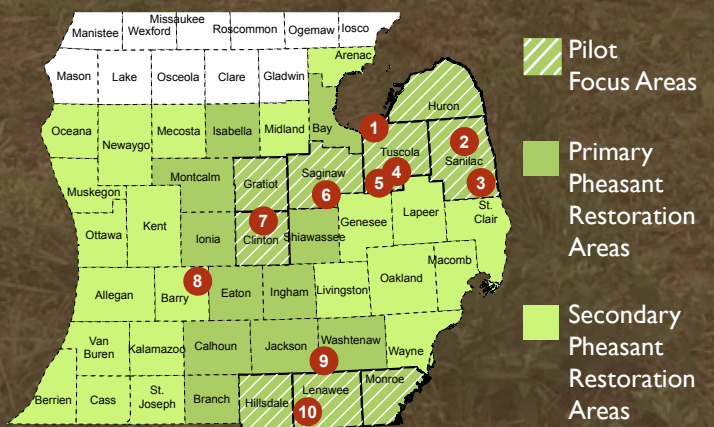 Manistee
Missaukee
Wexford
Roscommon
Ogemaw
Iosco
Arenac
Mason
Lake
Osceola
Clare
Gladwin
Huron
Oceana
Newaygo
Mecosta
Isabella
Midland
Bay
1
Tuscola
2
Sanilac
Montcalm
Gratiot
Saginaw
4
5
3
Muskegon
6
Kent
Ionia
7
Clinton
Shiawassee
Genesee
Lapeer
St.
Clair
Ottawa
Macomb
8
Allegan
Barry
Eaton
Ingham
Livingston
Oakland
Van
Buren
Kalamazoo
Calhoun
Jackson
Washtenaw
Wayne
9
Berrien
Cass
St.
Joseph
Branch
Hillsdale
Lenawee
Monroe
10
Pilot
Focus Areas
Primary
Pheasant
Restoration
Areas
Secondary
Pheasant
Restoration
Areas